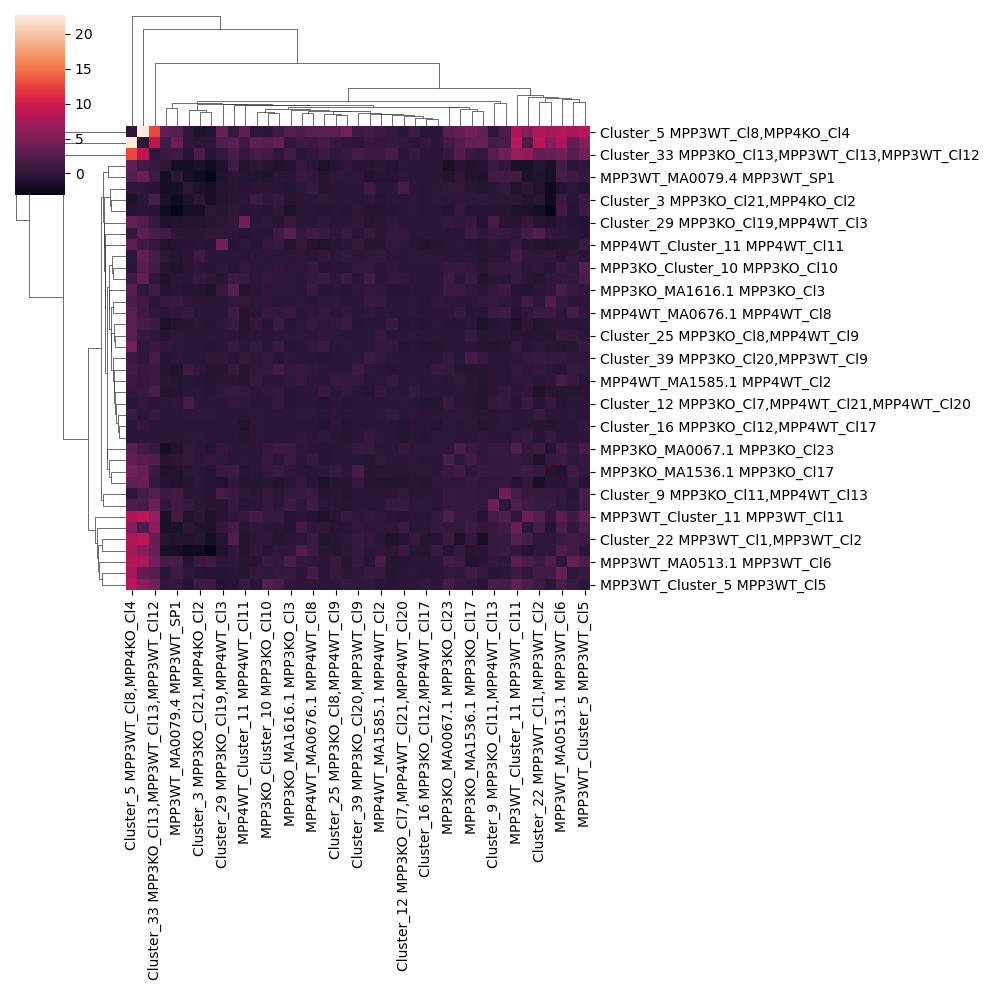 20
15
10
5
0
Cluster_5 MPP3WT_Cl8,MPP4KO_Cl4
Cluster_33 MPP3KO_Cl13,MPP3WT_Cl13,MPP3WT_Cl12
MPP3WT_MA0079.4 MPP3WT_SP1
Cluster_3 MPP3KO_Cl21,MPP4KO_Cl2
Cluster_29 MPP3KO_Cl19,MPP4WT_Cl3
MPP4WT_Cluster_11 MPP4WT_Cl11
MPP3KO_Cluster_10 MPP3KO_Cl10
MPP3KO_MA1616.1 MPP3KO_Cl3
MPP4WT_MA0676.1 MPP4WT_Cl8
Cluster_25 MPP3KO_Cl8,MPP4WT_Cl9
Cluster_39 MPP3KO_Cl20,MPP3WT_Cl9
MPP4WT_MA1585.1 MPP4WT_Cl2
Cluster_12 MPP3KO_Cl7,MPP4WT_Cl21,MPP4WT_Cl20
Cluster_16 MPP3KO_Cl12,MPP4WT_Cl17
MPP3KO_MA0067.1 MPP3KO_Cl23
MPP3KO_MA1536.1 MPP3KO_Cl17
Cluster_9 MPP3KO_Cl11,MPP4WT_Cl13
MPP3WT_Cluster_11 MPP3WT_Cl11
Cluster_22 MPP3WT_Cl1,MPP3WT_Cl2
MPP3WT_MA0513.1 MPP3WT_Cl6
MPP3WT_Cluster_5 MPP3WT_Cl5
Cluster_5 MPP3WT_Cl8,MPP4KO_Cl4
Cluster_33 MPP3KO_Cl13,MPP3WT_Cl13,MPP3WT_Cl12
MPP3WT_MA0079.4 MPP3WT_SP1
Cluster_3 MPP3KO_Cl21,MPP4KO_Cl2
Cluster_29 MPP3KO_Cl19,MPP4WT_Cl3
MPP4WT_Cluster_11 MPP4WT_Cl11
MPP3KO_Cluster_10 MPP3KO_Cl10
MPP3KO_MA1616.1 MPP3KO_Cl3
MPP4WT_MA0676.1 MPP4WT_Cl8
Cluster_25 MPP3KO_Cl8,MPP4WT_Cl9
Cluster_39 MPP3KO_Cl20,MPP3WT_Cl9
MPP4WT_MA1585.1 MPP4WT_Cl2
Cluster_12 MPP3KO_Cl7,MPP4WT_Cl21,MPP4WT_Cl20
Cluster_16 MPP3KO_Cl12,MPP4WT_Cl17
MPP3KO_MA0067.1 MPP3KO_Cl23
MPP3KO_MA1536.1 MPP3KO_Cl17
Cluster_9 MPP3KO_Cl11,MPP4WT_Cl13
MPP3WT_Cluster_11 MPP3WT_Cl11
Cluster_22 MPP3WT_Cl1,MPP3WT_Cl2
MPP3WT_MA0513.1 MPP3WT_Cl6
MPP3WT_Cluster_5 MPP3WT_Cl5